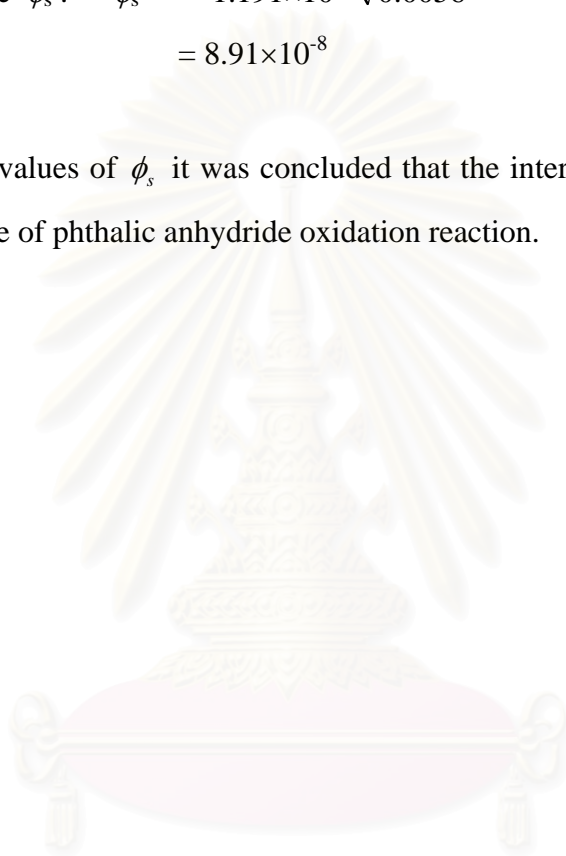 = 8.91×10⁻⁸
values of ϕₛ it was concluded that the inter
e of phthalic anhydride oxidation reaction.